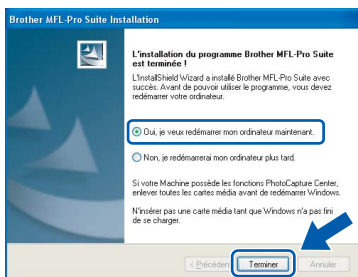 Brother MFL-Pro Suite Installation
L'installation du programme Brother MFL-Pro Suite
est terminée !
L'InstallShield Wizard a installé Brother MFL-Pro Suite avec
succès. Avant de pouvoir utiliser le programme, vous devez
redémarrer votre ordinateur.
Oui, je veux redémarrer mon ordinateur maintenant.
Non, je redémarrerai mon ordinateur plus tard.
Si votre Machine possède les fonctions PhotoCapture Center,
enlever toutes les cartes média avant de redémarrer Windows.
N'insérer pas une carte média tant que Windows n'a pas fini
de se charger.
< Précédent Terminer Annuler